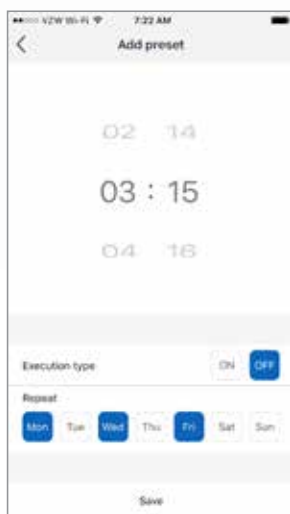 VZW Wi-Fi 7:22 AM
Add preset
02 14
03 : 15
04 16
Execution type ON OFF
Repeat
Mon Tue Wed Thu Fri Sat Sun
Save